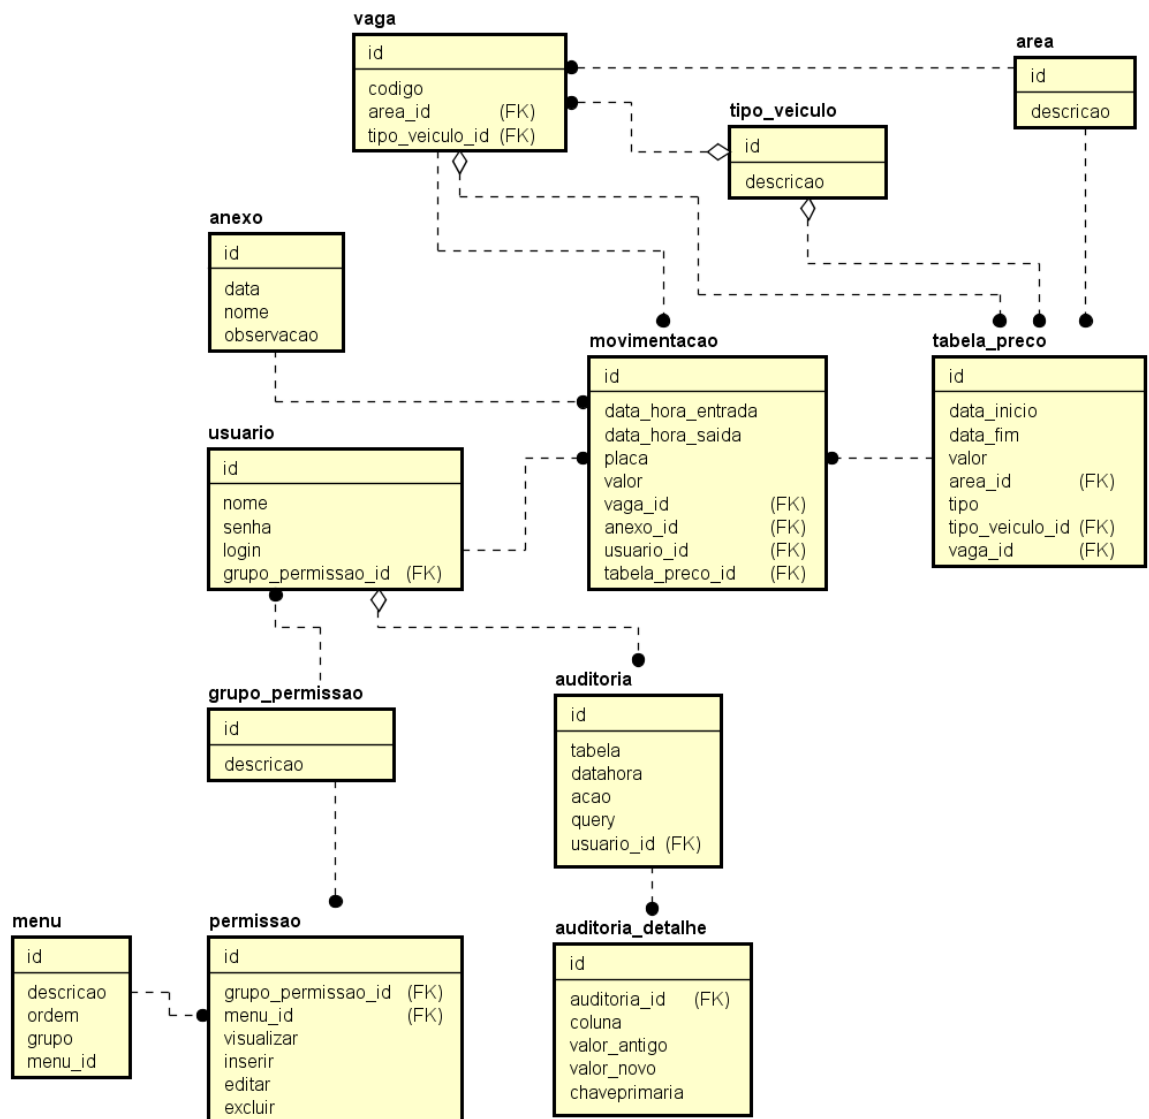 vaga
id
codigo
area_id (FK)
tipo_veiculo_id (FK)
area
id
descricao
tipo_veiculo
id
descricao
anexo
id
data
nome
observacao
movimentacao
id
data_hora_entrada
data_hora_saida
placa
valor
vaga_id (FK)
anexo_id (FK)
usuario_id (FK)
tabela_preco_id (FK)
tabela_preco
id
data_inicio
data_fim
valor
area_id (FK)
tipo
tipo_veiculo_id (FK)
vaga_id (FK)
usuario
id
nome
senha
login
grupo_permissao_id (FK)
grupo_permissao
id
descricao
auditoria
id
tabela
datahora
acao
query
usuario_id (FK)
menu
id
descricao
ordem
grupo
menu_id
permissao
id
grupo_permissao_id (FK)
menu_id (FK)
visualizar
inserir
editar
excluir
auditoria_detalhe
id
auditoria_id (FK)
coluna
valor_antigo
valor_novo
chaveprimaria